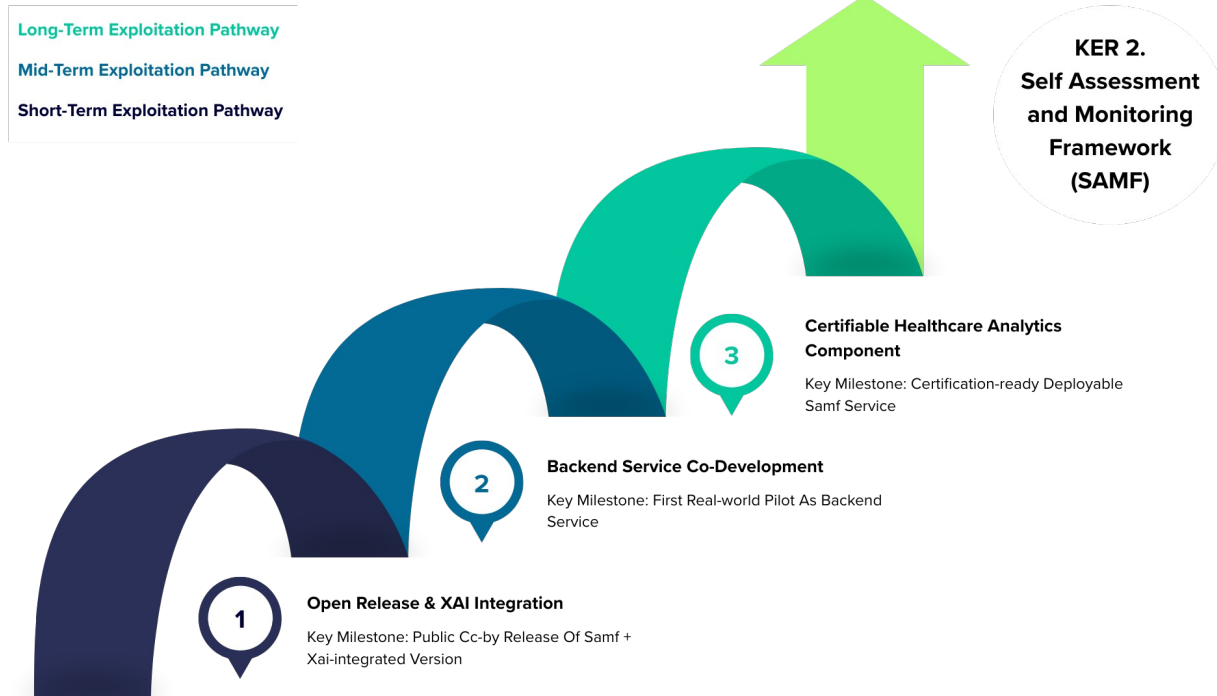 Long-Term Exploitation Pathway
Mid-Term Exploitation Pathway
Short-Term Exploitation Pathway
KER 2.
Self Assessment
and Monitoring
Framework
(SAMF)
3
Certifiable Healthcare Analytics
Component
Key Milestone: Certification-ready Deployable
Samf Service
2
Backend Service Co-Development
Key Milestone: First Real-world Pilot As Backend
Service
1
Open Release & XAI Integration
Key Milestone: Public Cc-by Release Of Samf +
Xai-integrated Version